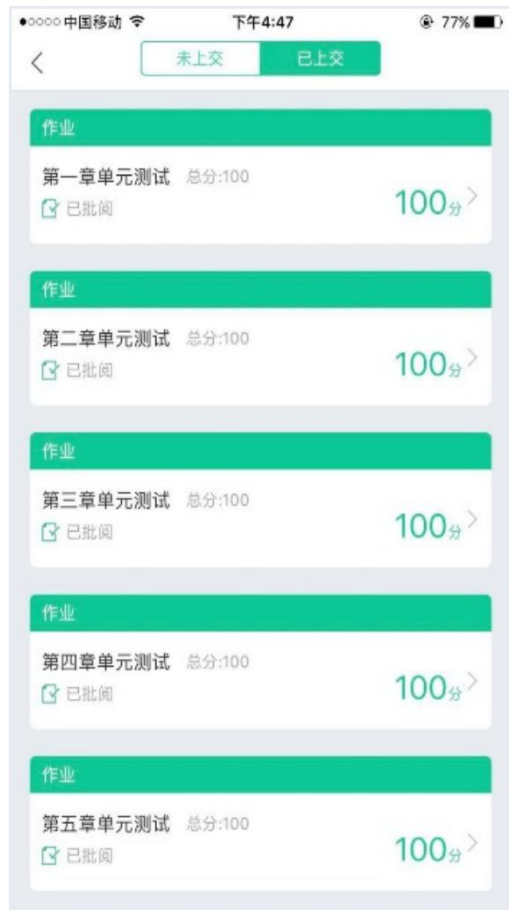 中国移动 下午4:47 77%
未上交 已上交
作业
第一章单元测试 总分:100
已批阅 100分
作业
第二章单元测试 总分:100
已批阅 100分
作业
第三章单元测试 总分:100
已批阅 100分
作业
第四章单元测试 总分:100
已批阅 100分
作业
第五章单元测试 总分:100
已批阅 100分